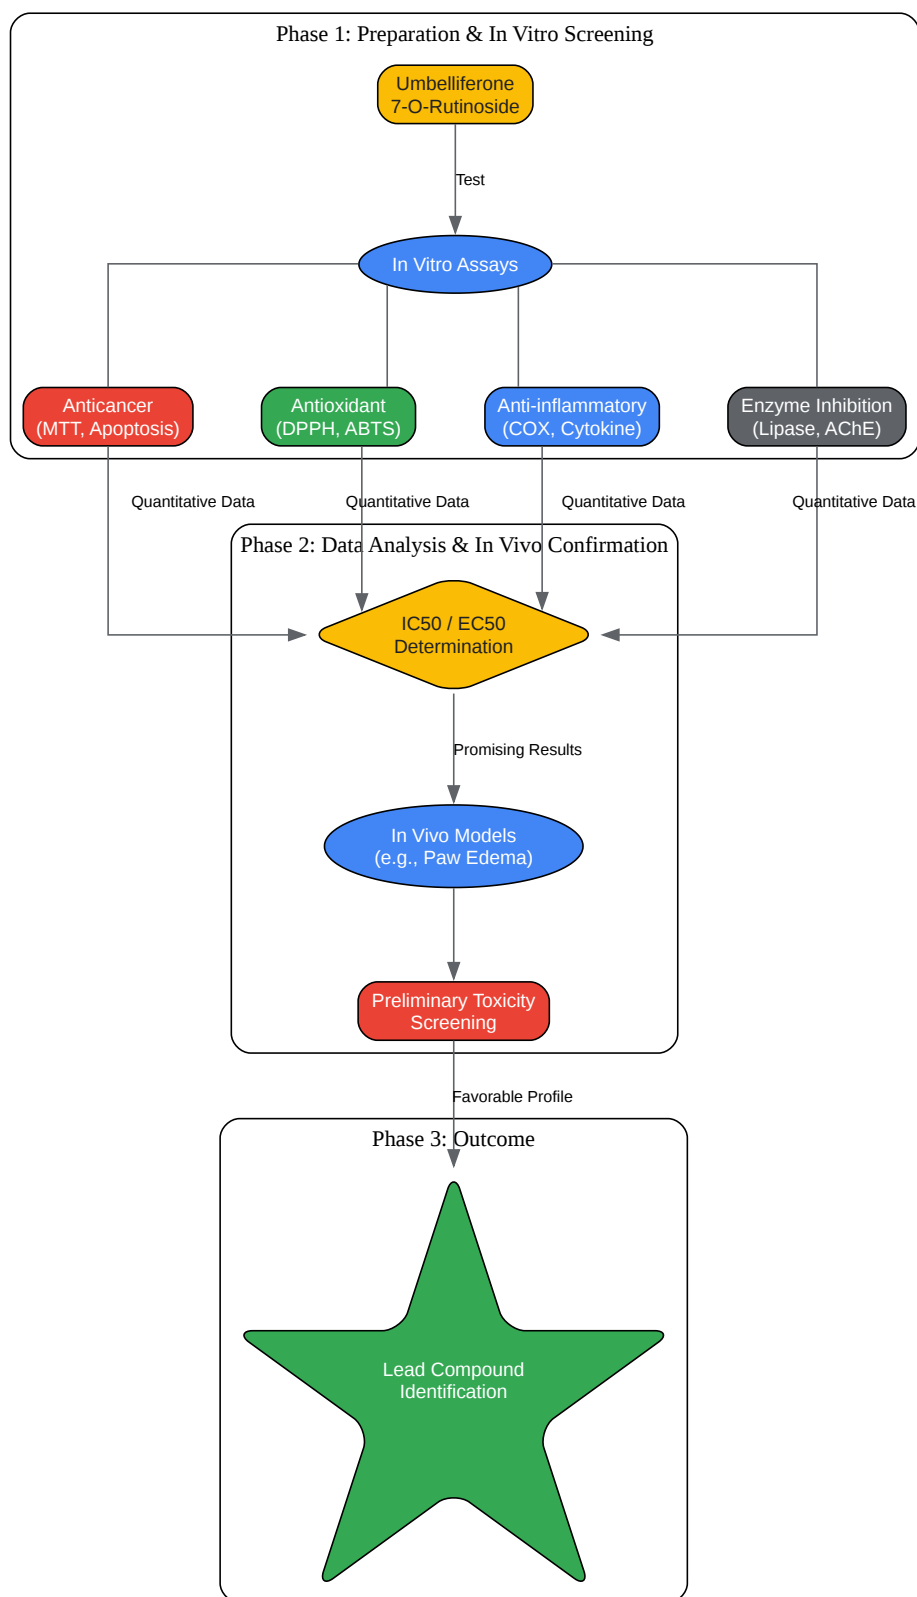 Phase 1: Preparation & In Vitro Screening
Umbelliferone
7-O-Rutinoside
Test
In Vitro Assays
Anticancer
(MTT, Apoptosis)
Antioxidant
(DPPH, ABTS)
Anti-inflammatory
(COX, Cytokine)
Enzyme Inhibition
(Lipase, AChE)
Quantitative Data
Quantitative Data
Quantitative Data
Quantitative Data
Phase 2: Data Analysis & In Vivo Confirmation
IC50 / EC50
Determination
Promising Results
In Vivo Models
(e.g., Paw Edema)
Preliminary Toxicity
Screening
Favorable Profile
Phase 3: Outcome
Lead Compound
Identification